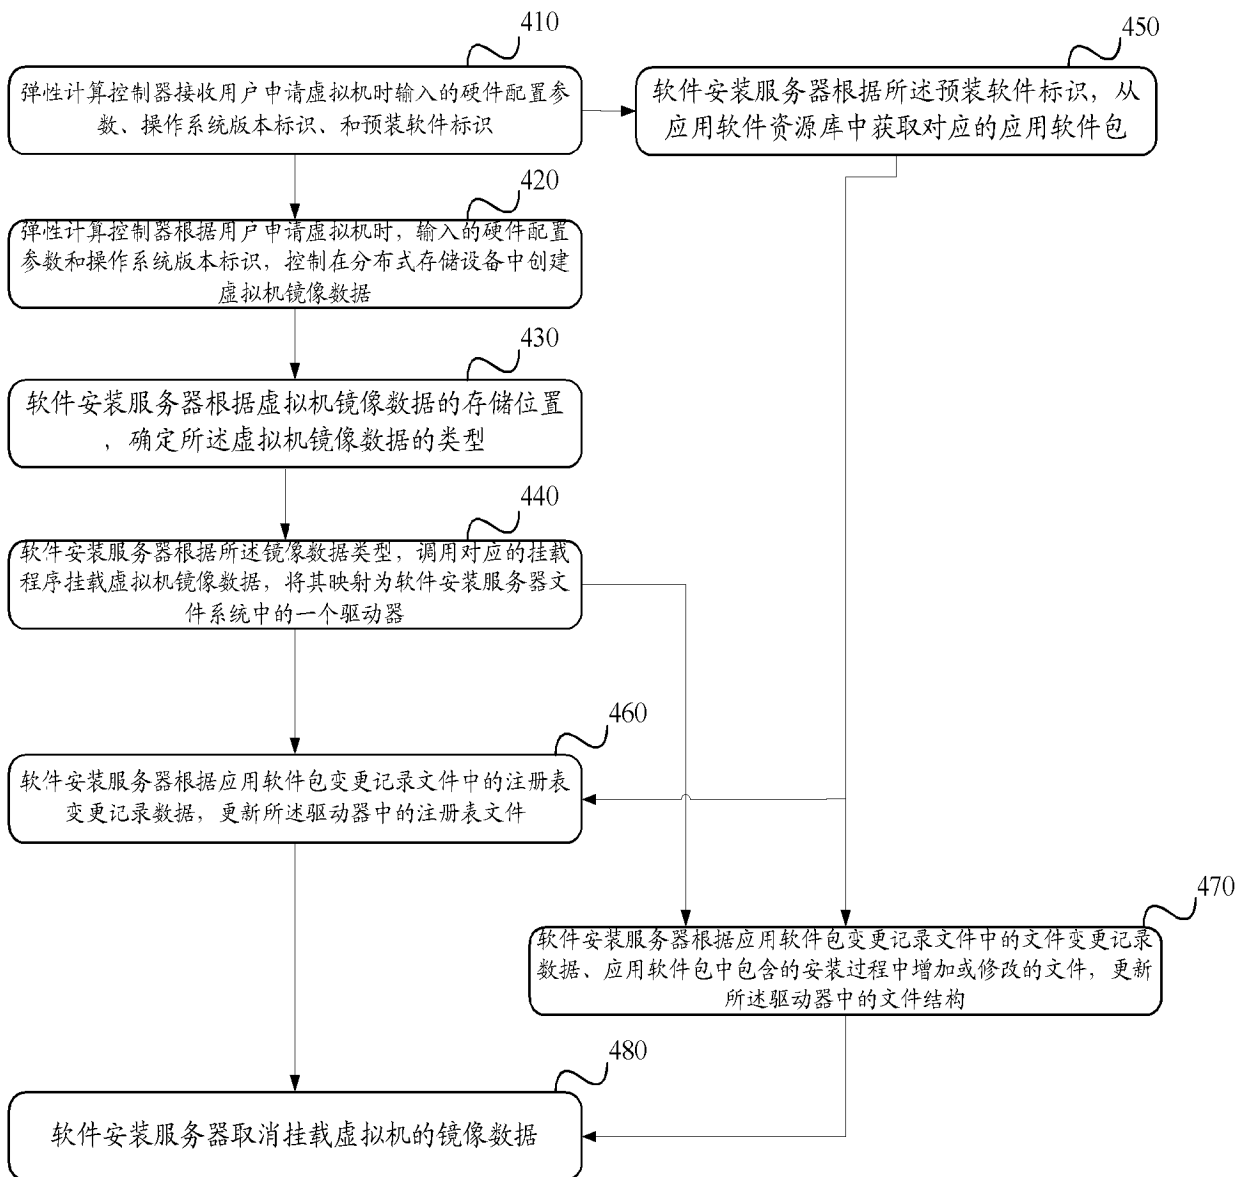 410
弹性计算控制器接收用户申请虚拟机时输入的硬件配置参
数、操作系统版本标识、和预装软件标识
450
软件安装服务器根据所述预装软件标识，从
应用软件资源库中获取对应的应用软件包
420
弹性计算控制器根据用户申请虚拟机时，输入的硬件配置
参数和操作系统版本标识，控制在分布式存储设备中创建
虚拟机镜像数据
430
软件安装服务器根据虚拟机镜像数据的存储位置
，确定所述虚拟机镜像数据的类型
440
软件安装服务器根据所述镜像数据类型，调用对应的挂载
程序挂载虚拟机镜像数据，将其映射为软件安装服务器文
件系统中的一个驱动器
460
软件安装服务器根据应用软件包变更记录文件中的注册表
变更记录数据，更新所述驱动器中的注册表文件
470
软件安装服务器根据应用软件包变更记录文件中的文件变更记录
数据、应用软件包中包含的安装过程中增加或修改的文件，更新
所述驱动器中的文件结构
480
软件安装服务器取消挂载虚拟机的镜像数据